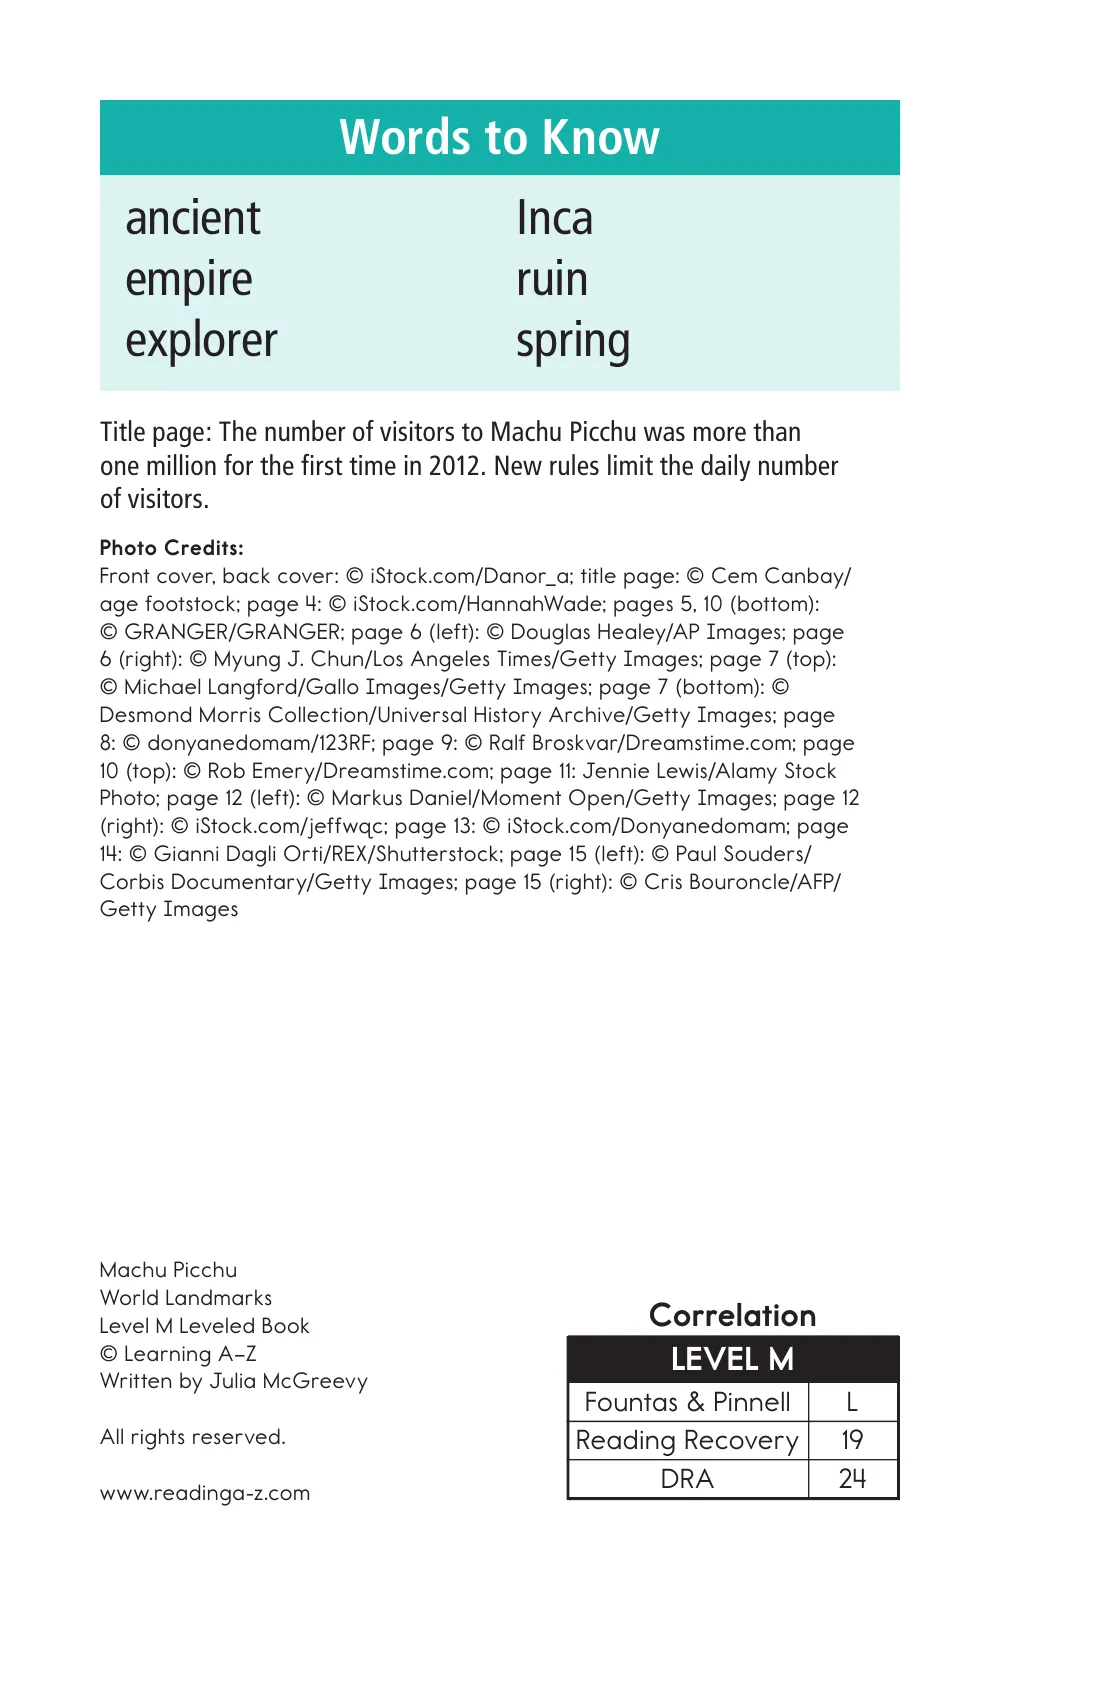 Words to Know
ancient
empire
explorer
Inca
ruin
spring
Title page: The number of visitors to Machu Picchu was more than
one million for the first time in 2012. New rules limit the daily number
of visitors.
Photo Credits:
Front cover, back cover: © iStock.com/Danor_a; title page: © Cem Canbay/
age footstock; page 4: © iStock.com/HannahWade; pages 5, 10 (bottom):
© GRANGER/GRANGER; page 6 (left): © Douglas Healey/AP Images; page
6 (right): © Myung J. Chun/Los Angeles Times/Getty Images; page 7 (top):
© Michael Langford/Gallo Images/Getty Images; page 7 (bottom): ©
Desmond Morris Collection/Universal History Archive/Getty Images; page
8: © donyanedomam/123RF; page 9: © Ralf Broskvar/Dreamstime.com; page
10 (top): © Rob Emery/Dreamstime.com; page 11: Jennie Lewis/Alamy Stock
Photo; page 12 (left): © Markus Daniel/Moment Open/Getty Images; page 12
(right): © iStock.com/jeffwqc; page 13: © iStock.com/Donyanedomam; page
14: © Gianni Dagli Orti/REX/Shutterstock; page 15 (left): © Paul Souders/
Corbis Documentary/Getty Images; page 15 (right): © Cris Bouroncle/AFP/
Getty Images
Machu Picchu
World Landmarks
Level M Leveled Book
© Learning A–Z
Written by Julia McGreevy
All rights reserved.
www.readinga-z.com
Correlation
LEVEL M
Fountas & Pinnell L
Reading Recovery 19
DRA 24